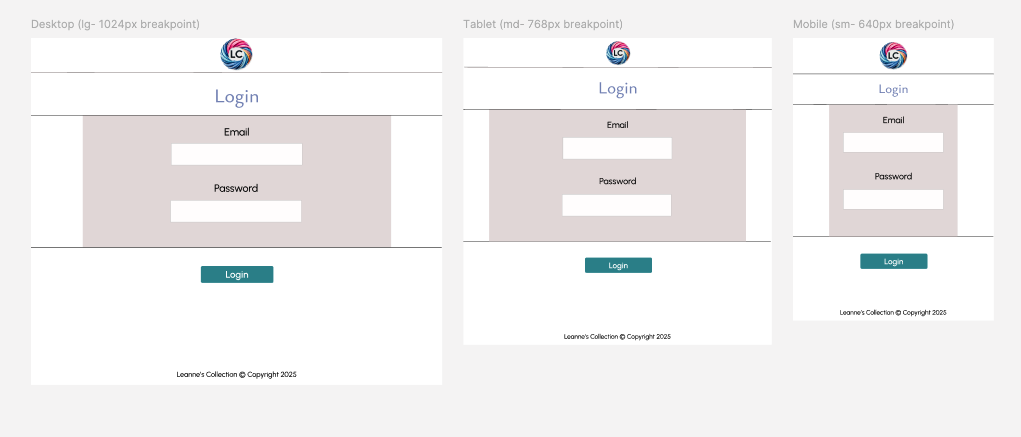 Desktop (lg- 1024px breakpoint)
LC
Login
Email
Password
Login
Leanne's Collection © Copyright 2025
Tablet (md- 768px breakpoint)
LC
Login
Email
Password
Login
Leanne's Collection © Copyright 2025
Mobile (sm- 640px breakpoint)
LC
Login
Email
Password
Login
Leanne's Collection © Copyright 2025